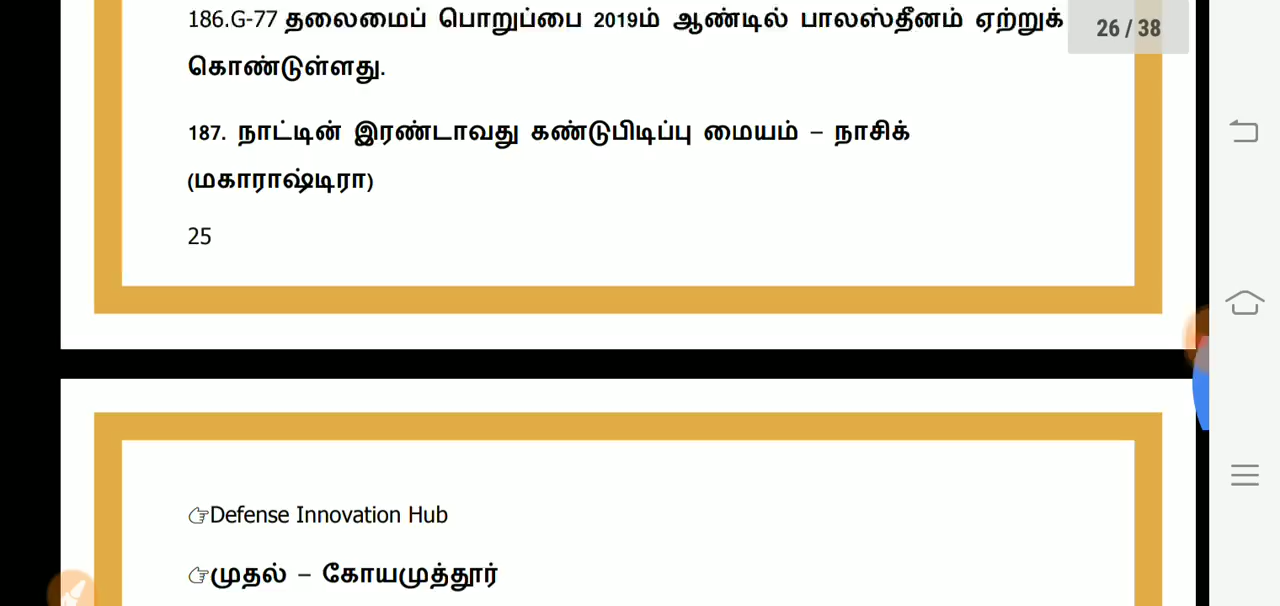 186.G-77 தலைமைப் பொறுப்பை 2019ம் ஆண்டில் பாலஸ்தீனம் ஏற்றுக்
26 / 38
கொண்டுள்ளது.
187. நாட்டின் இரண்டாவது கண்டுபிடிப்பு மையம் – நாசிக்
(மகாராஷ்டிரா)
25
☞Defense Innovation Hub
☞முதல் – கோயமுத்தூர்